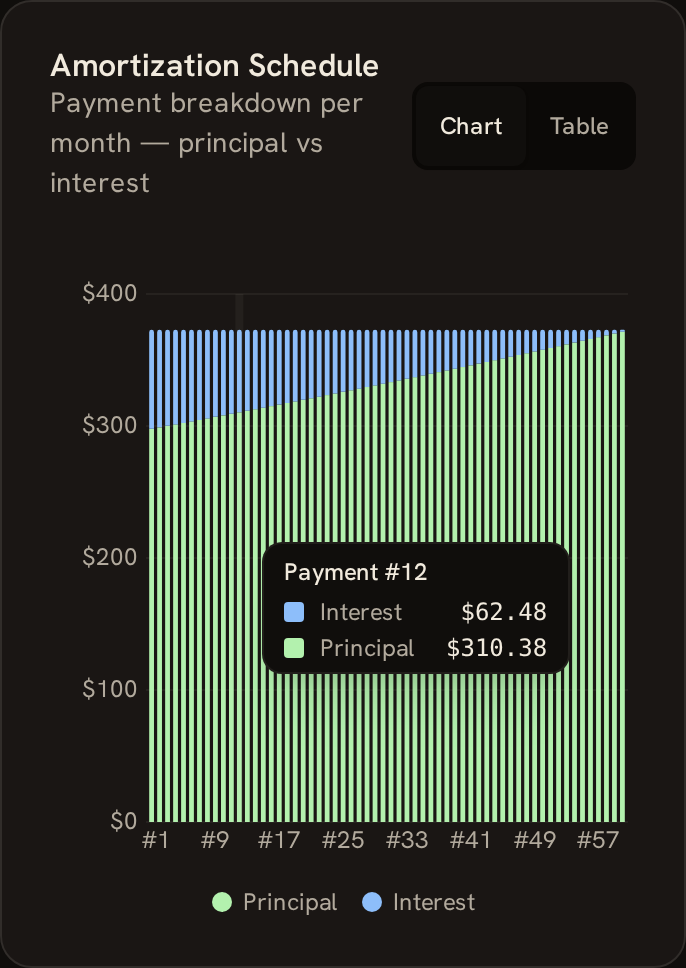 Amortization Schedule
Payment breakdown per
month — principal vs
interest
Chart Table
$400
$300
$200
Payment #12
Interest $62.48
Principal $310.38
$100
$0
#1 #9 #17 #25 #33 #41 #49 #57
Principal Interest